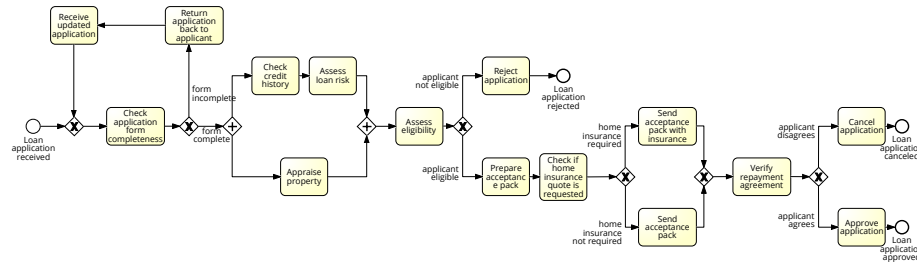 Receive
updated
application
Return
application
back to
applicant
form
incomplete
Loan
application
received
Check
application
form
completeness
form
complete
Check
credit
history
Assess
loan risk
Appraise
property
Assess
eligibility
applicant
not eligible
Reject
application
Loan
application
rejected
applicant
eligible
Prepare
acceptanc
e pack
Check if
home
insurance
quote is
requested
home
insurance
required
Send
acceptance
pack with
insurance
home
insurance
not required
Send
acceptance
pack
Verify
repayment
agreement
applicant
disagrees
Cancel
application
Loan
applicatio
canceled
applicant
agrees
Approve
application
Loan
applicatio
approved